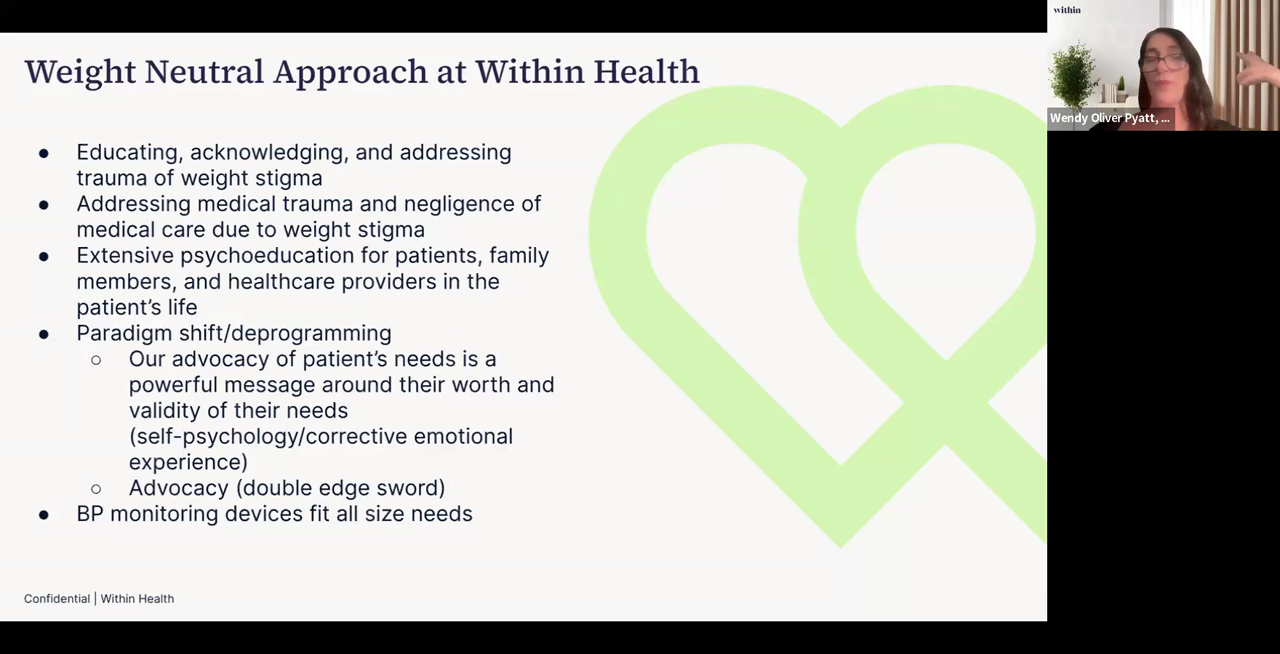 Weight Neutral Approach at Within Health
● Educating, acknowledging, and addressing
trauma of weight stigma
● Addressing medical trauma and negligence of
medical care due to weight stigma
● Extensive psychoeducation for patients, family
members, and healthcare providers in the
patient’s life
● Paradigm shift/deprogramming
○ Our advocacy of patient’s needs is a
powerful message around their worth and
validity of their needs
(self-psychology/corrective emotional
experience)
○ Advocacy (double edge sword)
● BP monitoring devices fit all size needs
Confidential | Within Health
within
Wendy Oliver Pyatt, ...